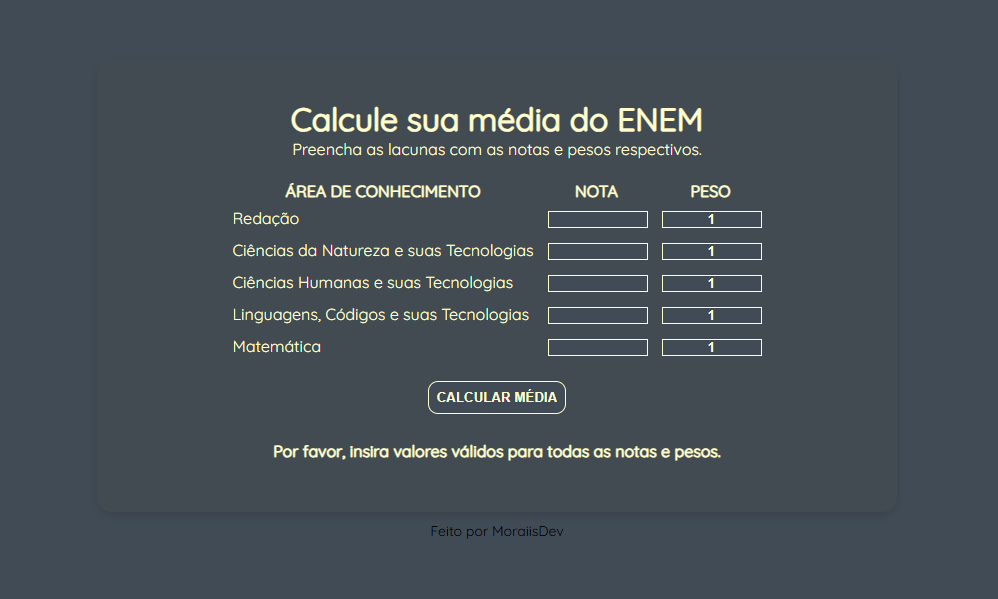 Calcule sua média do ENEM
Preencha as lacunas com as notas e pesos respectivos.
ÁREA DE CONHECIMENTO NOTA PESO
Redação 1
Ciências da Natureza e suas Tecnologias 1
Ciências Humanas e suas Tecnologias 1
Linguagens, Códigos e suas Tecnologias 1
Matemática 1
CALCULAR MÉDIA
Por favor, insira valores válidos para todas as notas e pesos.
Feito por MoraiisDev